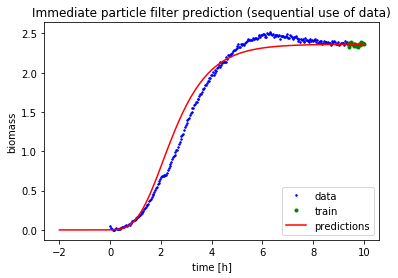 Immediate particle filter prediction (sequential use of data)
2.5
2.0
1.5
1.0
0.5
0.0
biomass
−2
0
2
4
6
8
10
time [h]
data
train
predictions